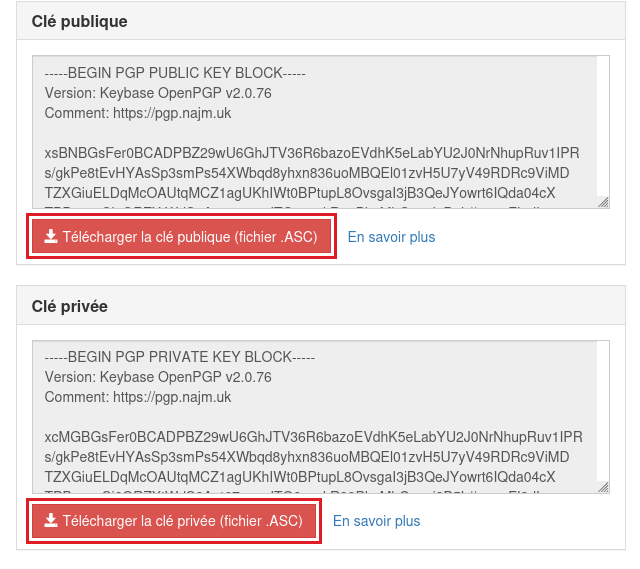 Clé publique
-----BEGIN PGP PUBLIC KEY BLOCK-----
Version: Keybase OpenPGP v2.0.76
Comment: https://pgp.najm.uk
xsBNBGsFer0BCADPBZ29wU6GhJTV36R6bazoEVdhK5eLabYU2J0NrNhupRuv1IPR
s/gkPe8tEvHYAsSp3smPs54XWbqd8yhxn836uoMBQEl01zvH5U7yV49RDRc9ViMD
TZXGiuELDqMcOAUtqMCZ1agUKhIWt0BPtupL8OvsgaI3jB3QeJYowrt6IQda04cX
Télécharger la clé publique (fichier .ASC)
En savoir plus
Clé privée
-----BEGIN PGP PRIVATE KEY BLOCK-----
Version: Keybase OpenPGP v2.0.76
Comment: https://pgp.najm.uk
xcMGBGsFer0BCADPBZ29wU6GhJTV36R6bazoEVdhK5eLabYU2J0NrNhupRuv1IPR
s/gkPe8tEvHYAsSp3smPs54XWbqd8yhxn836uoMBQEl01zvH5U7yV49RDRc9ViMD
TZXGiuELDqMcOAUtqMCZ1agUKhIWt0BPtupL8OvsgaI3jB3QeJYowrt6IQda04cX
Télécharger la clé privée (fichier .ASC)
En savoir plus